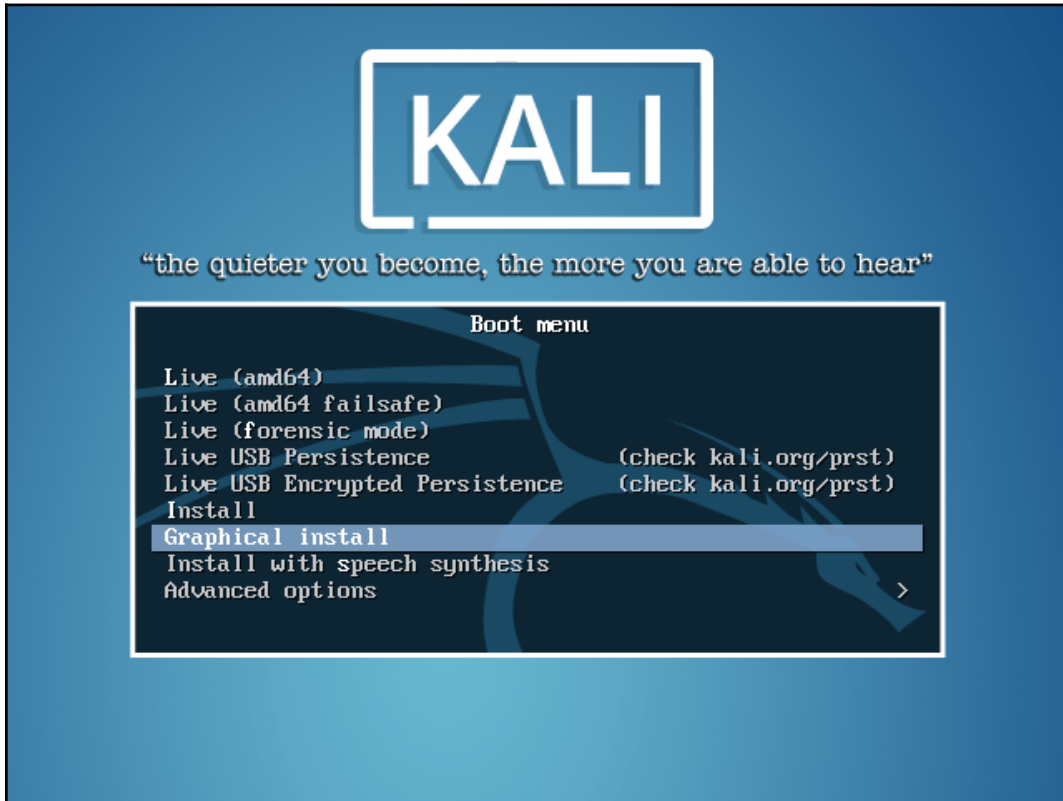 KALI
“the quieter you become, the more you are able to hear”
Boot menu
Live (amd64)
Live (amd64 failsafe)
Live (forensic mode)
Live USB Persistence (check kali.org/prst)
Live USB Encrypted Persistence (check kali.org/prst)
Install
Graphical install
Install with speech synthesis
Advanced options >